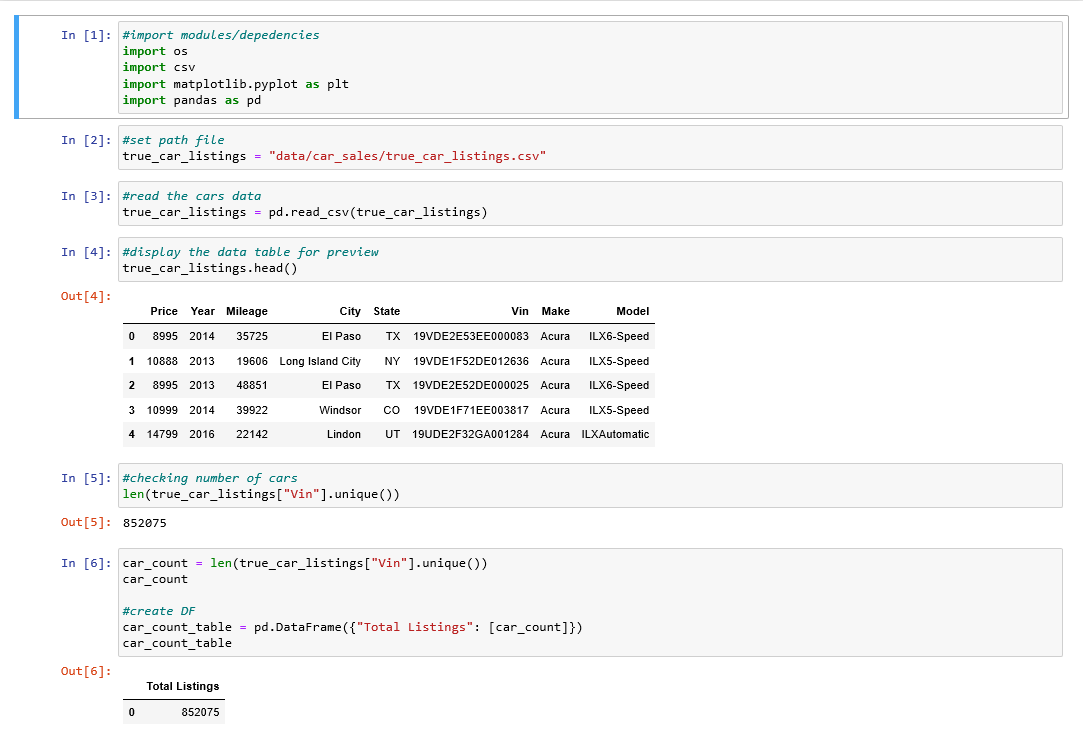 In [1]: #import modules/depedencies
import os
import csv
import matplotlib.pyplot as plt
import pandas as pd
In [2]: #set path file
true_car_listings = "data/car_sales/true_car_listings.csv"
In [3]: #read the cars data
true_car_listings = pd.read_csv(true_car_listings)
In [4]: #display the data table for preview
true_car_listings.head()
Out[4]:
Price Year Mileage City State Vin Make Model
0 8995 2014 35725 El Paso TX 19VDE2E53EE000083 Acura ILX6-Speed
1 10888 2013 19606 Long Island City NY 19VDE1F52DE012636 Acura ILX5-Speed
2 8995 2013 48851 El Paso TX 19VDE2E52DE000025 Acura ILX6-Speed
3 10999 2014 39922 Windsor CO 19VDE1F71EE003817 Acura ILX5-Speed
4 14799 2016 22142 Lindon UT 19UDE2F32GA001284 Acura ILXAutomatic
In [5]: #checking number of cars
len(true_car_listings["Vin"].unique())
Out[5]: 852075
In [6]: car_count = len(true_car_listings["Vin"].unique())
car_count
#create DF
car_count_table = pd.DataFrame({"Total Listings": [car_count]})
car_count_table
Out[6]:
Total Listings
0 852075